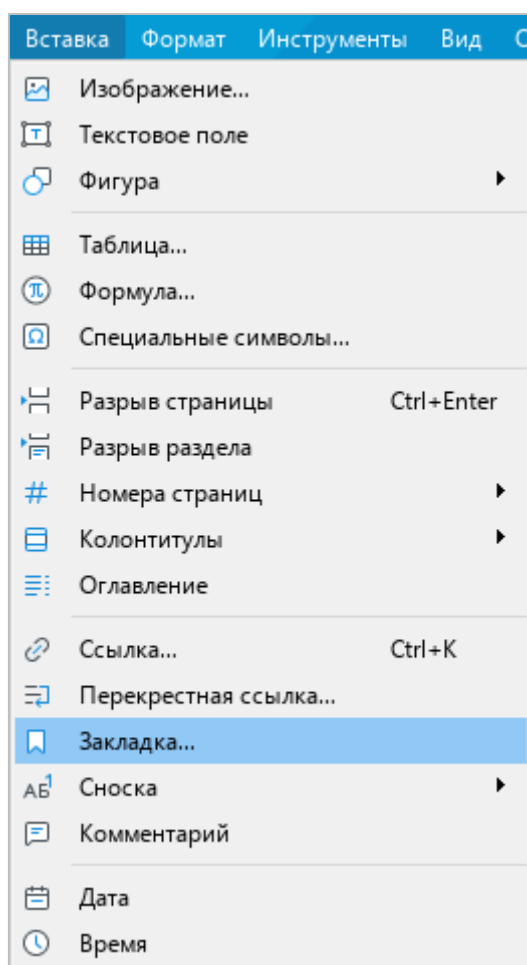 Вставка Формат Инструменты Вид
Изображение...
Текстовое поле
Фигура
Таблица...
Формула...
Специальные символы...
Разрыв страницы Ctrl+Enter
Разрыв раздела
Номера страниц
Колонтитулы
Оглавление
Ссылка... Ctrl+K
Перекрестная ссылка...
Закладка...
Сноска
Комментарий
Дата
Время